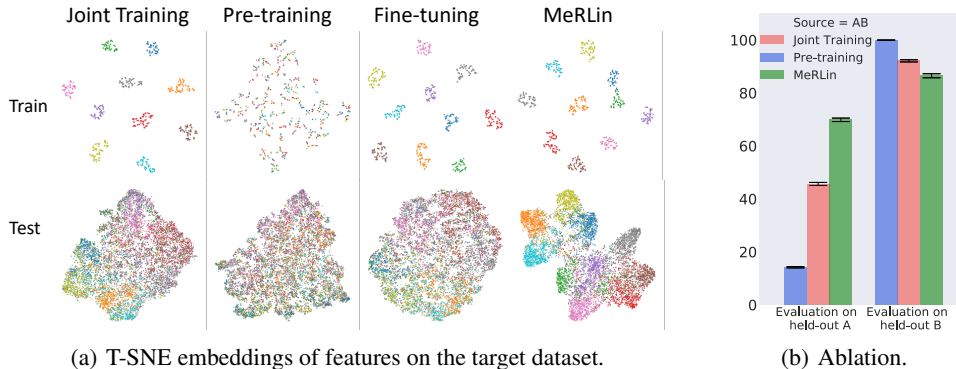 Joint Training
Pre-training
Fine-tuning
MeRLin
Train
Test
(a) T-SNE embeddings of features on the target dataset.
100
80
60
40
20
0
Source = AB
Joint Training
Pre-training
MeRLin
Evaluation on
held-out A
Evaluation on
held-out B
(b) Ablation.